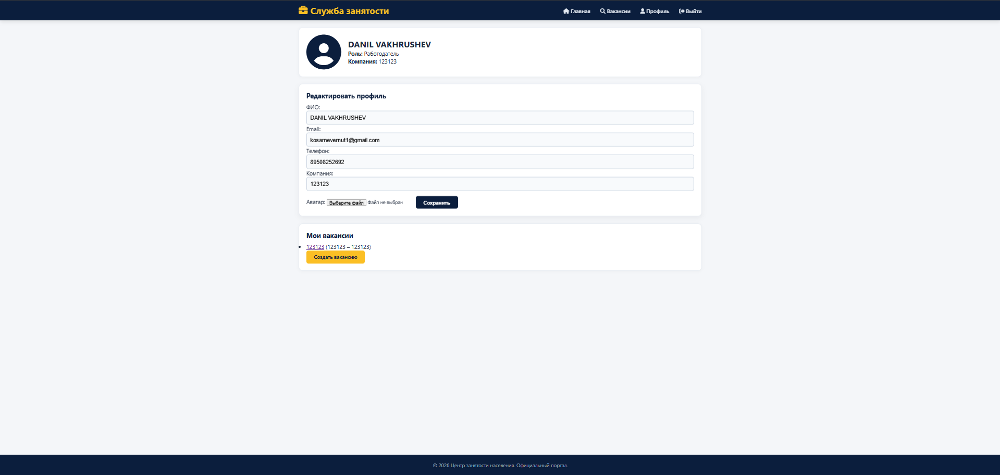 Служба занятости
Главная Вакансии Профиль Выйти
DANIL VAKHRUSHEV
Роль: Работодатель
Компания: 123123
Редактировать профиль
ФИО:
DANIL VAKHRUSHEV
Email:
kosarnevernut1@gmail.com
Телефон:
89508252692
Компания:
123123
Аватар: Выберите файл Файл не выбран Сохранить
Мои вакансии
• 123123 (123123 – 123123)
Создать вакансию
© 2026 Центр занятости населения. Официальный портал.